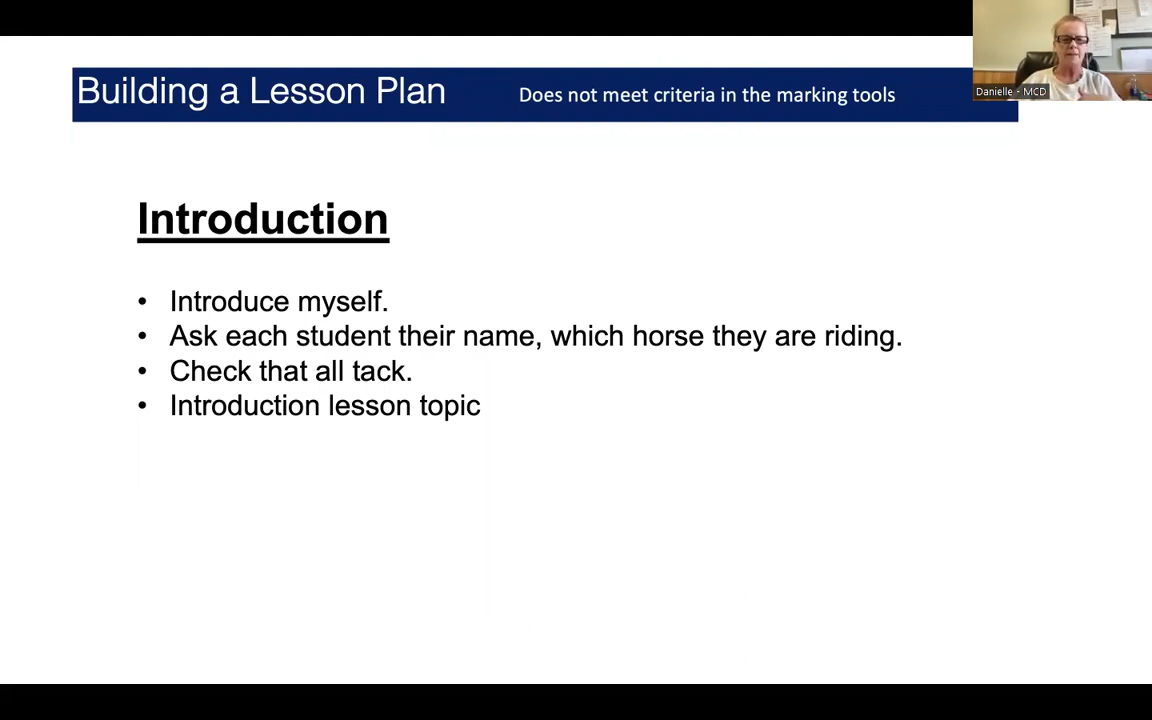 Building a Lesson Plan
Does not meet criteria in the marking tools
Danielle - MCD
Introduction
• Introduce myself.
• Ask each student their name, which horse they are riding.
• Check that all tack.
• Introduction lesson topic